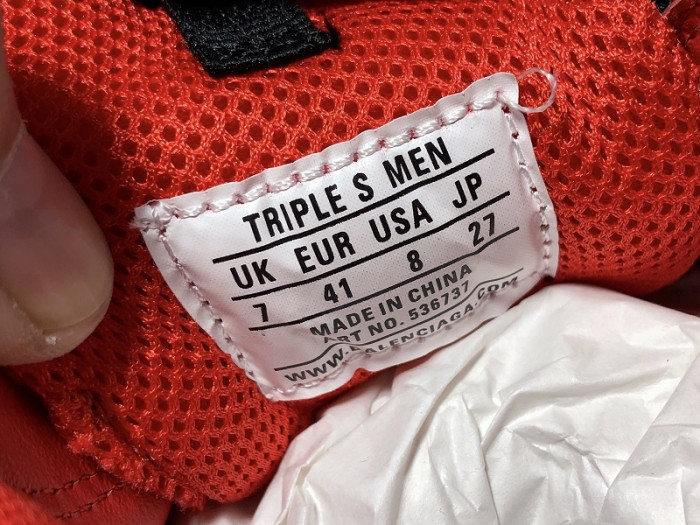 TRIPLE S MEN
UK EUR USA JP
7 41 8 27
MADE IN CHINA
ART NO. 536737
WWW.BALENCIAGA.COM